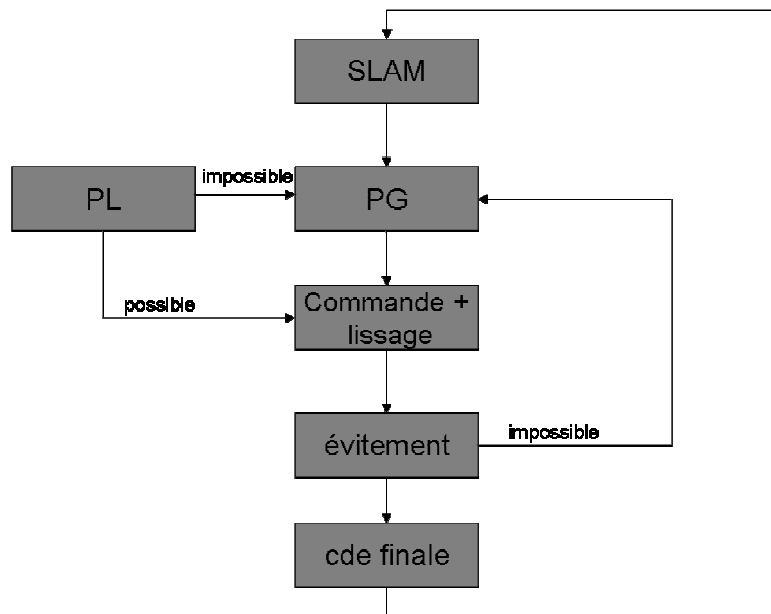 SLAM
impossible
PL
PG
possible
Commande +
lissage
évitement
impossible
cde finale